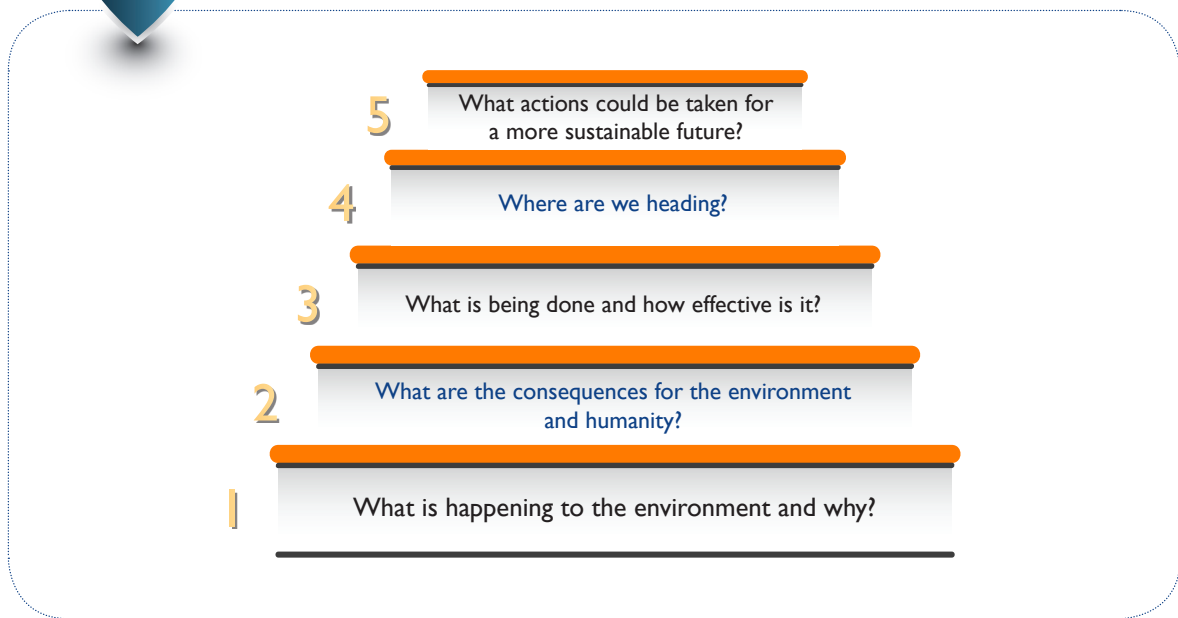 5
What actions could be taken for
a more sustainable future?
4
Where are we heading?
3
What is being done and how effective is it?
2
What are the consequences for the environment
and humanity?
1
What is happening to the environment and why?